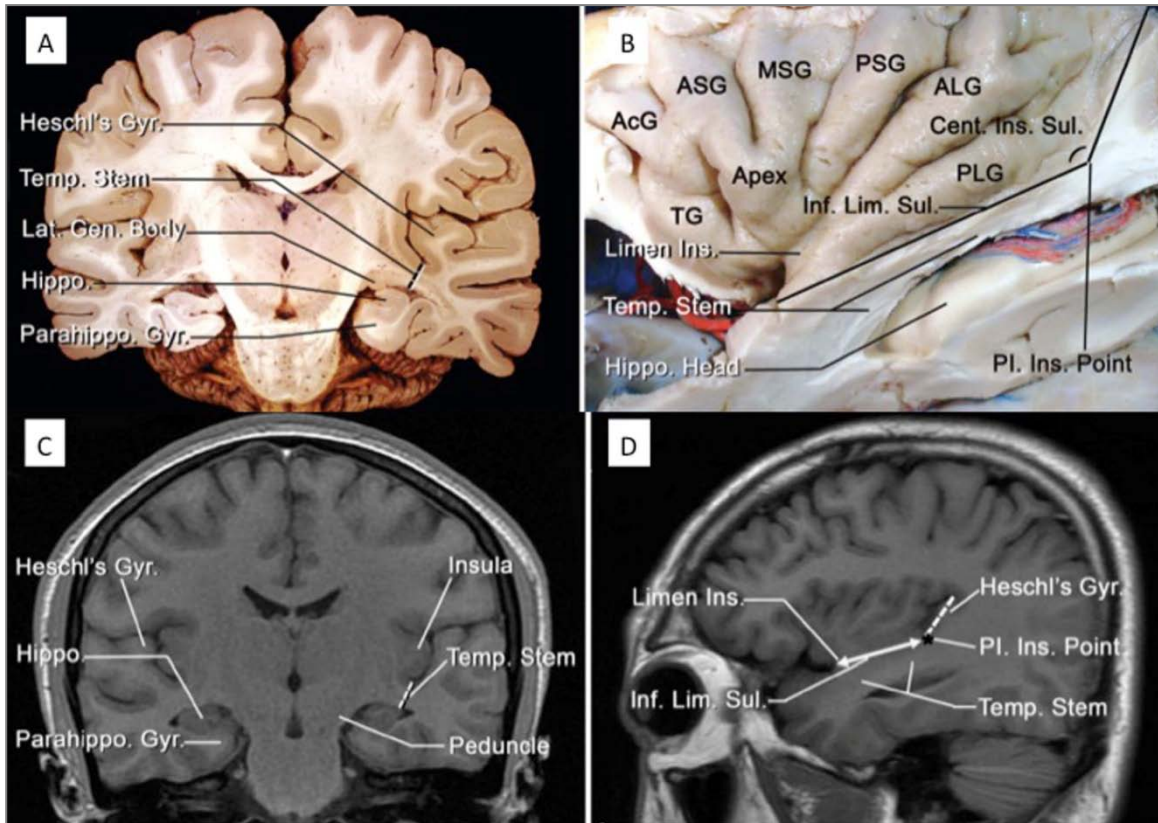 A
Heschl's Gyr.
Temp. Stem
Lat. Gen. Body
Hippo.
Parahippo. Gyr.
B
AcG
ASG
MSG
PSG
ALG
Cent. Ins. Sul.
Apex
PLG
TG
Inf. Lim. Sul.
Limen Ins.
Temp. Stem
Hippo. Head
Pl. Ins. Point
C
Heschl's Gyr.
Insula
Hippo.
Temp. Stem
Parahippo. Gyr.
Peduncle
D
Limen Ins.
Heschl's Gyr.
Pl. Ins. Point.
Inf. Lim. Sul.
Temp. Stem